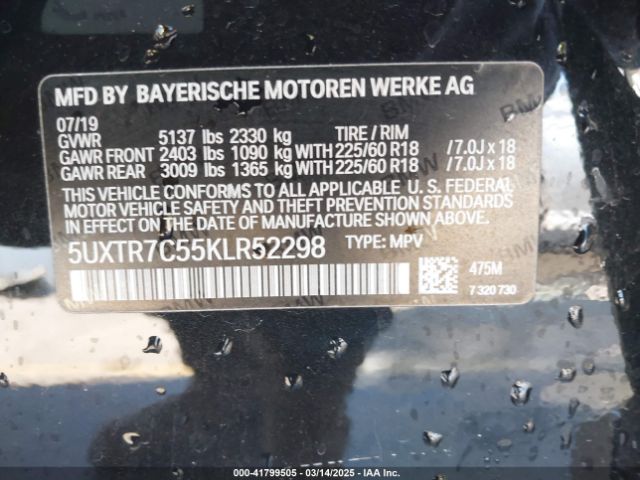 MFD BY BAYERISCHE MOTOREN WERKE AG
07/19
GVWR 5137 lbs 2330 kg TIRE / RIM
GAWR FRONT 2403 lbs 1090 kg WITH 225/60 R18 /7.0J x 18
GAWR REAR 3009 lbs 1365 kg WITH 225/60 R18 /7.0J x 18
THIS VEHICLE CONFORMS TO ALL APPLICABLE U. S. FEDERAL
MOTOR VEHICLE SAFETY AND THEFT PREVENTION STANDARDS
IN EFFECT ON THE DATE OF MANUFACTURE SHOWN ABOVE.
5UXTR7C55KLR52298 TYPE: MPV
475M
7 320 730
000-41799505 - 03/14/2025 - IAA Inc.